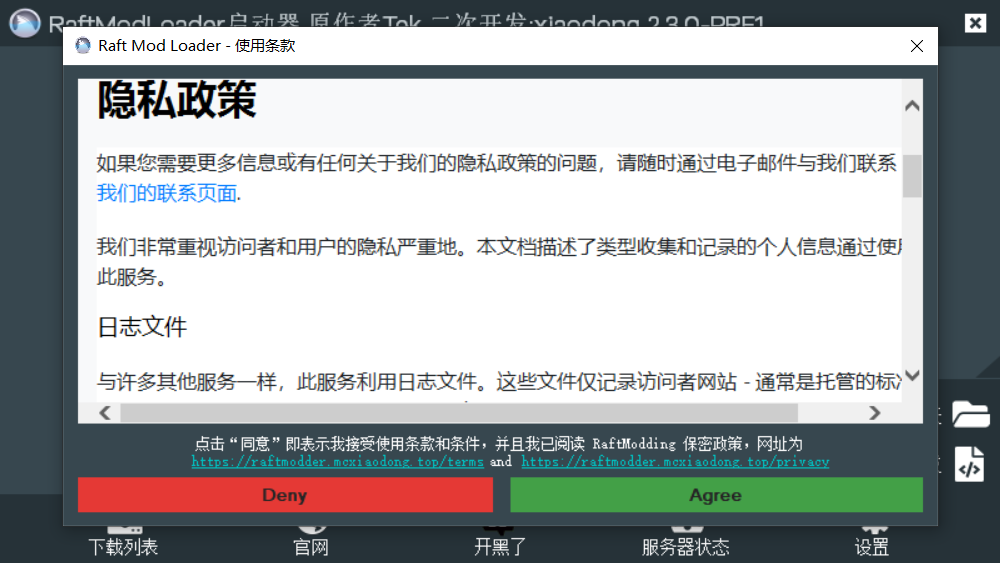 RaftModLoader启动器 原作者Tek 二次开发:xiaodong 2.3.0-PRE1
Raft Mod Loader - 使用条款
隐私政策
如果您需要更多信息或有任何关于我们的隐私政策的问题，请随时通过电子邮件与我们联系
我们的联系页面.
我们非常重视访问者和用户的隐私严重地。本文档描述了类型收集和记录的个人信息通过使用
此服务。
日志文件
与许多其他服务一样，此服务利用日志文件。这些文件仅记录访问者网站 - 通常是托管的标准
点击“同意”即表示我接受使用条款和条件，并且我已阅读 RaftModding 保密政策，网址为
https://raftmodder.mcxiaodong.top/terms and https://raftmodder.mcxiaodong.top/privacy
Deny
Agree
下载列表
官网
开黑了
服务器状态
设置